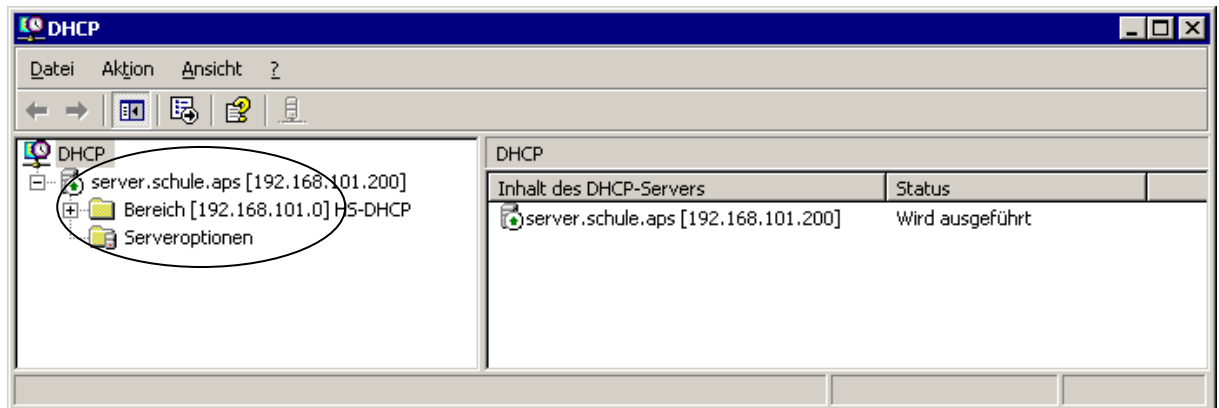 DHCP
Datei Aktion Ansicht ?
DHCP
server.schule.aps [192.168.101.200]
Bereich [192.168.101.0] HS-DHCP
Serveroptionen
DHCP
Inhalt des DHCP-Servers Status
server.schule.aps [192.168.101.200] Wird ausgeführt